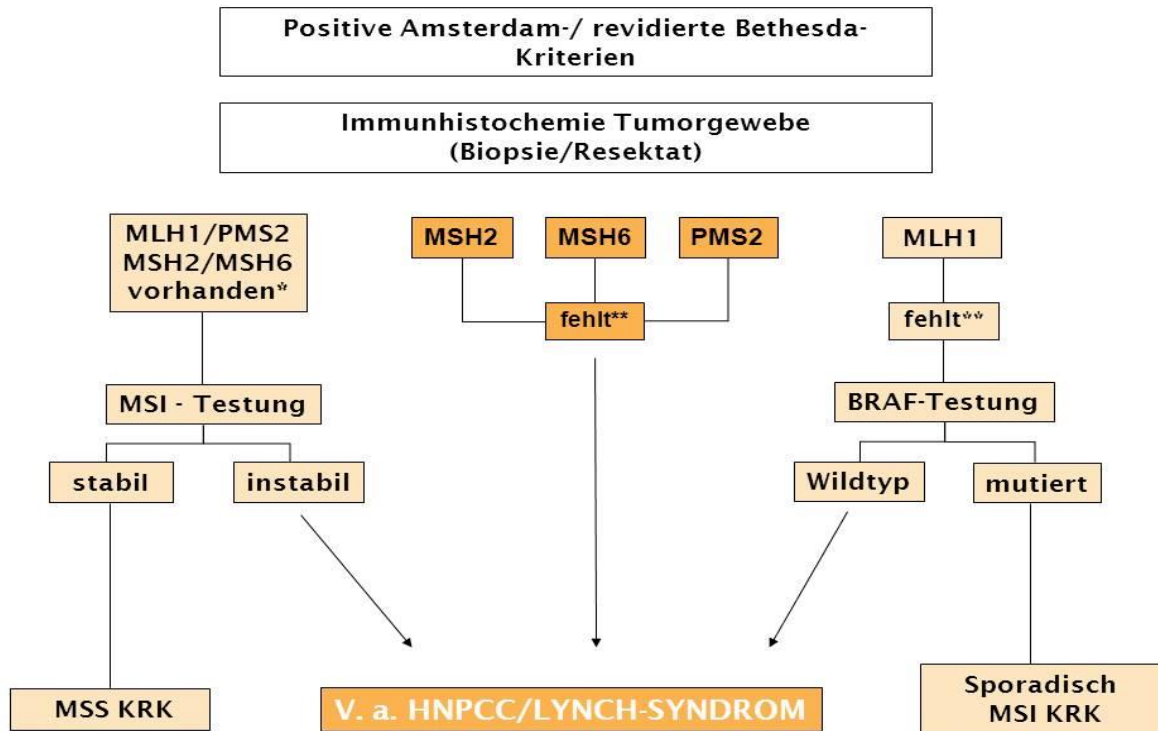 Positive Amsterdam-/ revidierte Bethesda-
Kriterien
Immunhistochemie Tumorgewebe
(Biopsie/Resektat)
MLH1/PMS2
MSH2/MSH6
vorhanden*
MSH2
MSH6
PMS2
MLH1
fehlt**
fehlt**
MSI - Testung
BRAF-Testung
stabil
instabil
Wildtyp
mutiert
MSS KRK
V. a. HNPCC/LYNCH-SYNDROM
Sporadisch
MSI KRK